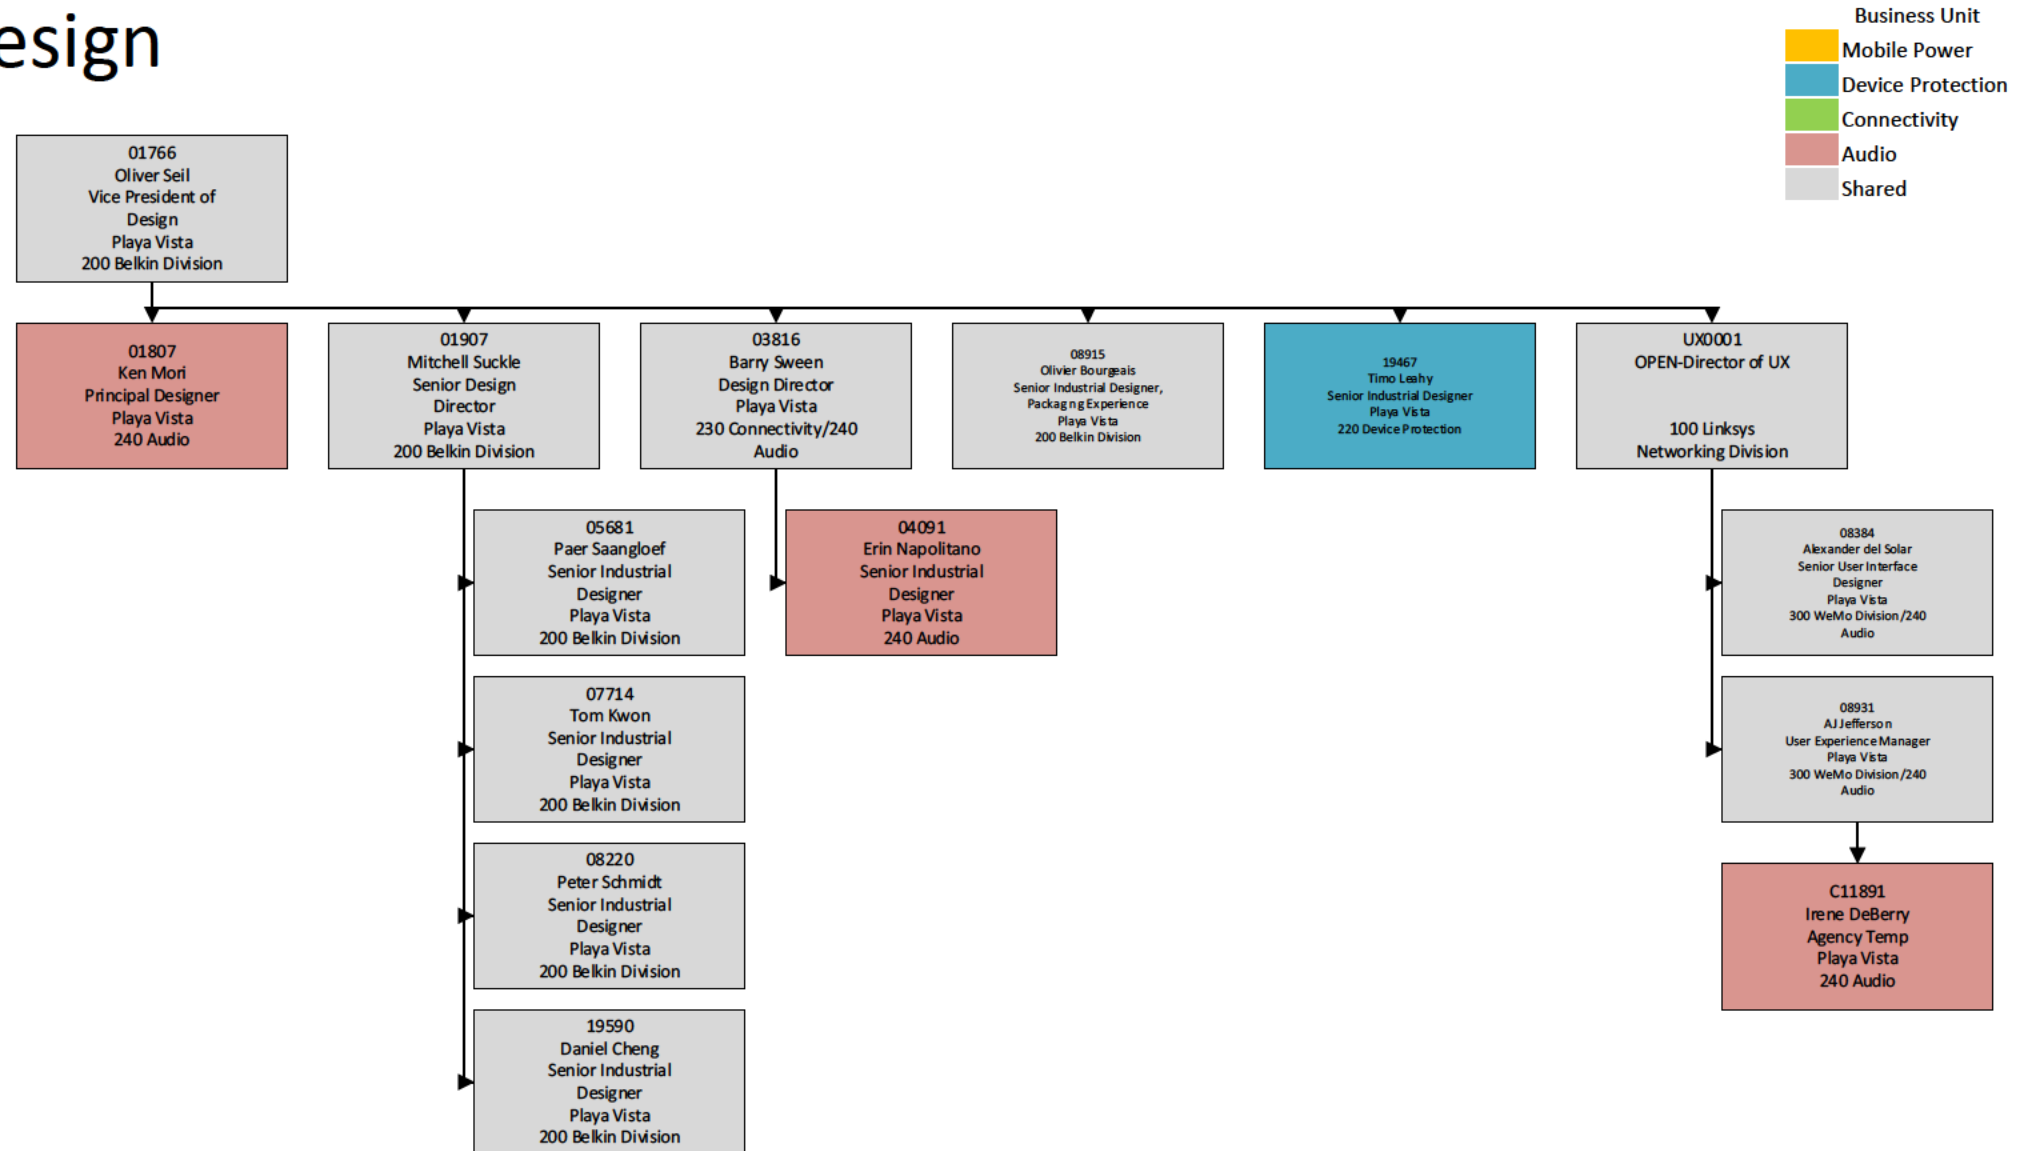 esign
Business Unit
Mobile Power
Device Protection
Connectivity
Audio
Shared
01766
Oliver Seil
Vice President of
Design
Playa Vista
200 Belkin Division
01807
Ken Mori
Principal Designer
Playa Vista
240 Audio
01907
Mitchell Suckle
Senior Design
Director
Playa Vista
200 Belkin Division
03816
Barry Sween
Design Director
Playa Vista
230 Connectivity/240
Audio
08915
Olivier Bourgeais
Senior Industrial Designer,
Packagng Experience
Playa Vista
200 Belkin Division
19467
Timo Leahy
Senior Industrial Designer
Playa Vista
220 Device Protection
UX0001
OPEN-Director of UX
100 Linksys
Networking Division
05681
Paer Saangloef
Senior Industrial
Designer
Playa Vista
200 Belkin Division
04091
Erin Napolitano
Senior Industrial
Designer
Playa Vista
240 Audio
08384
Alexander del Solar
Senior User Interface
Designer
Playa Vista
300 WeMo Division/240
Audio
07714
Tom Kwon
Senior Industrial
Designer
Playa Vista
200 Belkin Division
08931
AJ Jefferson
User Experience Manager
Playa Vista
300 WeMo Division/240
Audio
08220
Peter Schmidt
Senior Industrial
Designer
Playa Vista
200 Belkin Division
C11891
Irene DeBerry
Agency Temp
Playa Vista
240 Audio
19590
Daniel Cheng
Senior Industrial
Designer
Playa Vista
200 Belkin Division